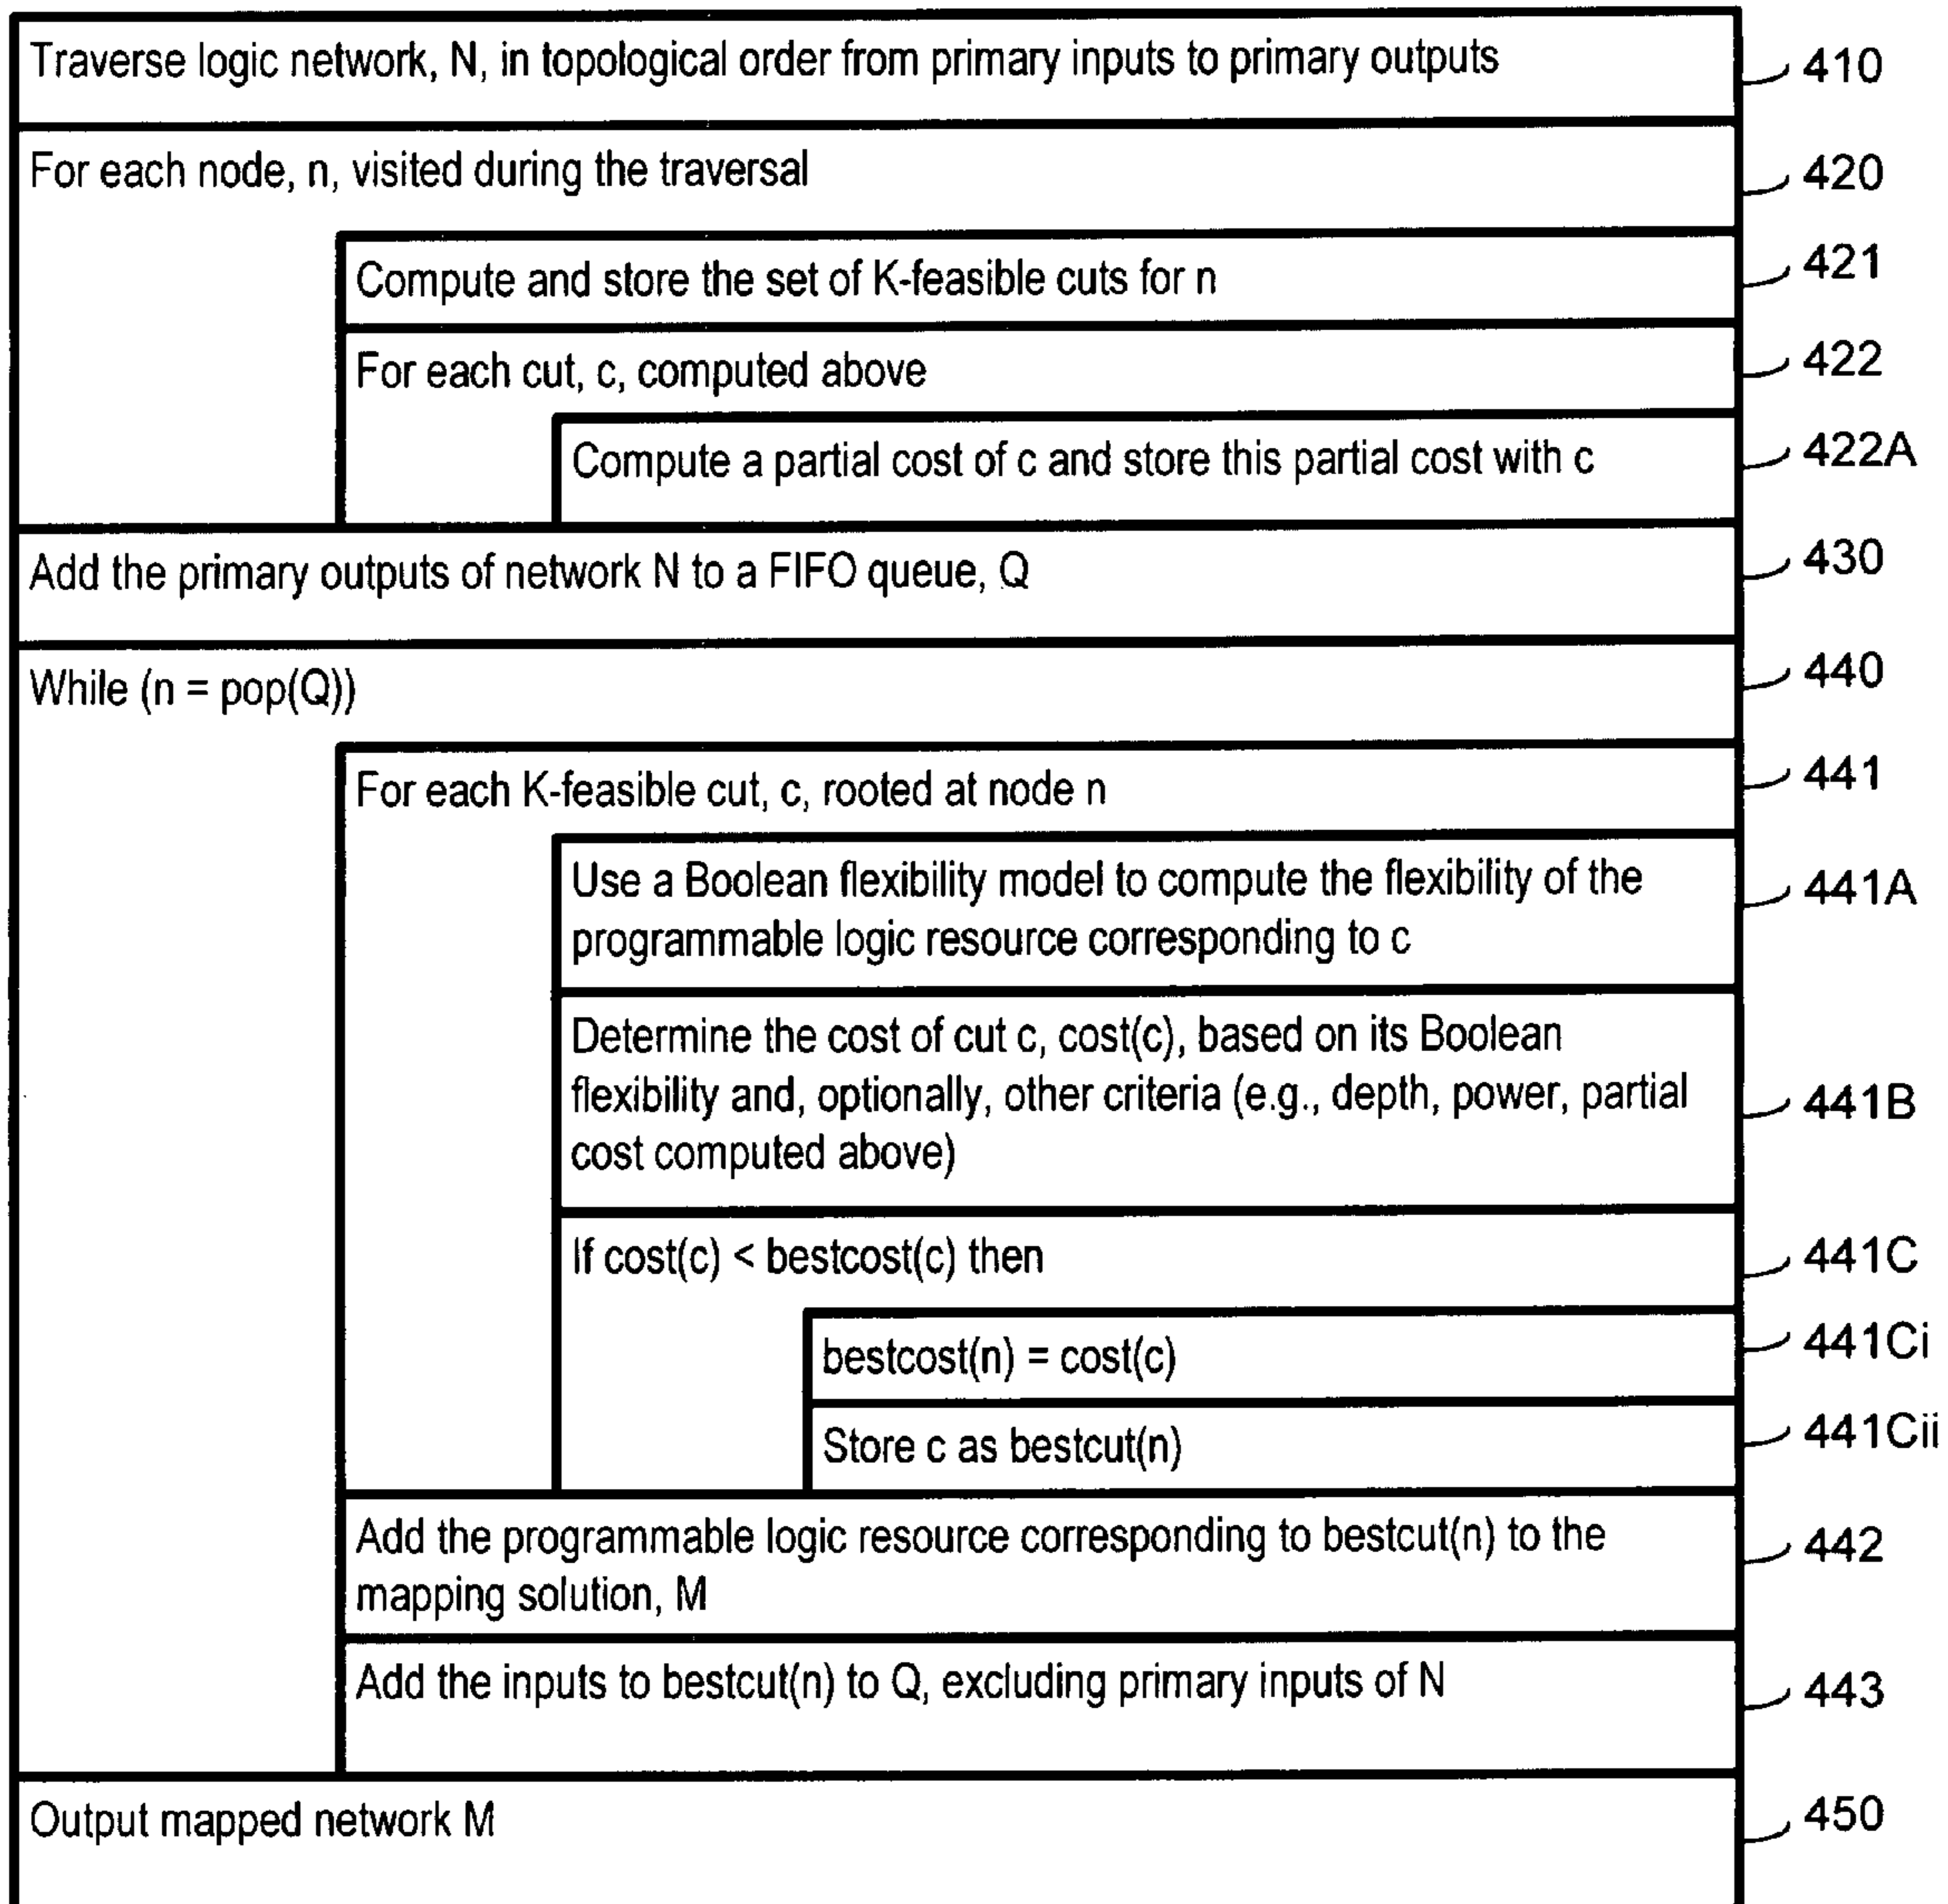 Traverse logic network, N, in topological order from primary inputs to primary outputs
410
For each node, n, visited during the traversal
420
Compute and store the set of K-feasible cuts for n
421
For each cut, c, computed above
422
Compute a partial cost of c and store this partial cost with c
422A
Add the primary outputs of network N to a FIFO queue, Q
430
While (n = pop(Q))
440
For each K-feasible cut, c, rooted at node n
441
Use a Boolean flexibility model to compute the flexibility of the
programmable logic resource corresponding to c
441A
Determine the cost of cut c, cost(c), based on its Boolean
flexibility and, optionally, other criteria (e.g., depth, power, partial
cost computed above)
441B
If cost(c) < bestcost(c) then
441C
bestcost(n) = cost(c)
441Ci
Store c as bestcut(n)
441Cii
Add the programmable logic resource corresponding to bestcut(n) to the
mapping solution, M
442
Add the inputs to bestcut(n) to Q, excluding primary inputs of N
443
Output mapped network M
450